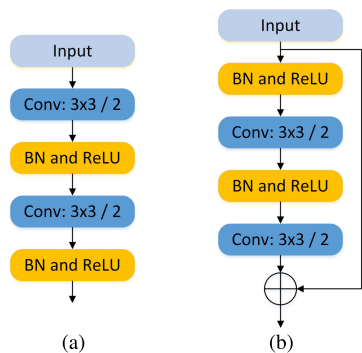 Input
Conv: 3x3 / 2
BN and ReLU
Conv: 3x3 / 2
BN and ReLU
(a)
Input
BN and ReLU
Conv: 3x3 / 2
BN and ReLU
Conv: 3x3 / 2
(b)